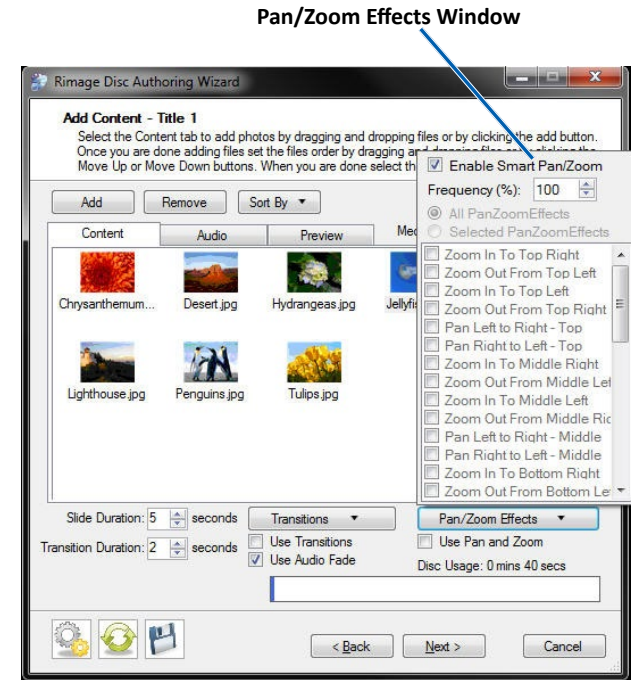 Pan/Zoom Effects Window
Rimage Disc Authoring Wizard
Add Content - Title 1
Select the Content tab to add photos by dragging and dropping files or by clicking the add button.
Once you are done adding files set the files order by dragging and dropping files or by clicking the
Move Up or Move Down buttons. When you are done select th
Enable Smart Pan/Zoom
Frequency (%): 100
All PanZoomEffects
Selected PanZoomEffects
Add Remove Sort By
Content Audio Preview Med
Chrysanthemum... Desert.jpg Hydrangeas.jpg Jellyfis
Lighthouse.jpg Penguins.jpg Tulips.jpg
Zoom In To Top Right
Zoom Out From Top Left
Zoom In To Top Left
Zoom Out From Top Right
Pan Left to Right - Top
Pan Right to Left - Top
Zoom In To Middle Right
Zoom Out From Middle Lef
Zoom In To Middle Left
Zoom Out From Middle Ric
Pan Left to Right - Middle
Pan Right to Left - Middle
Zoom In To Bottom Right
Zoom Out From Bottom Le
Slide Duration: 5 seconds Transitions Pan/Zoom Effects
Transition Duration: 2 seconds Use Transitions Use Pan and Zoom
Use Audio Fade Disc Usage: 0 mins 40 secs
< Back Next > Cancel